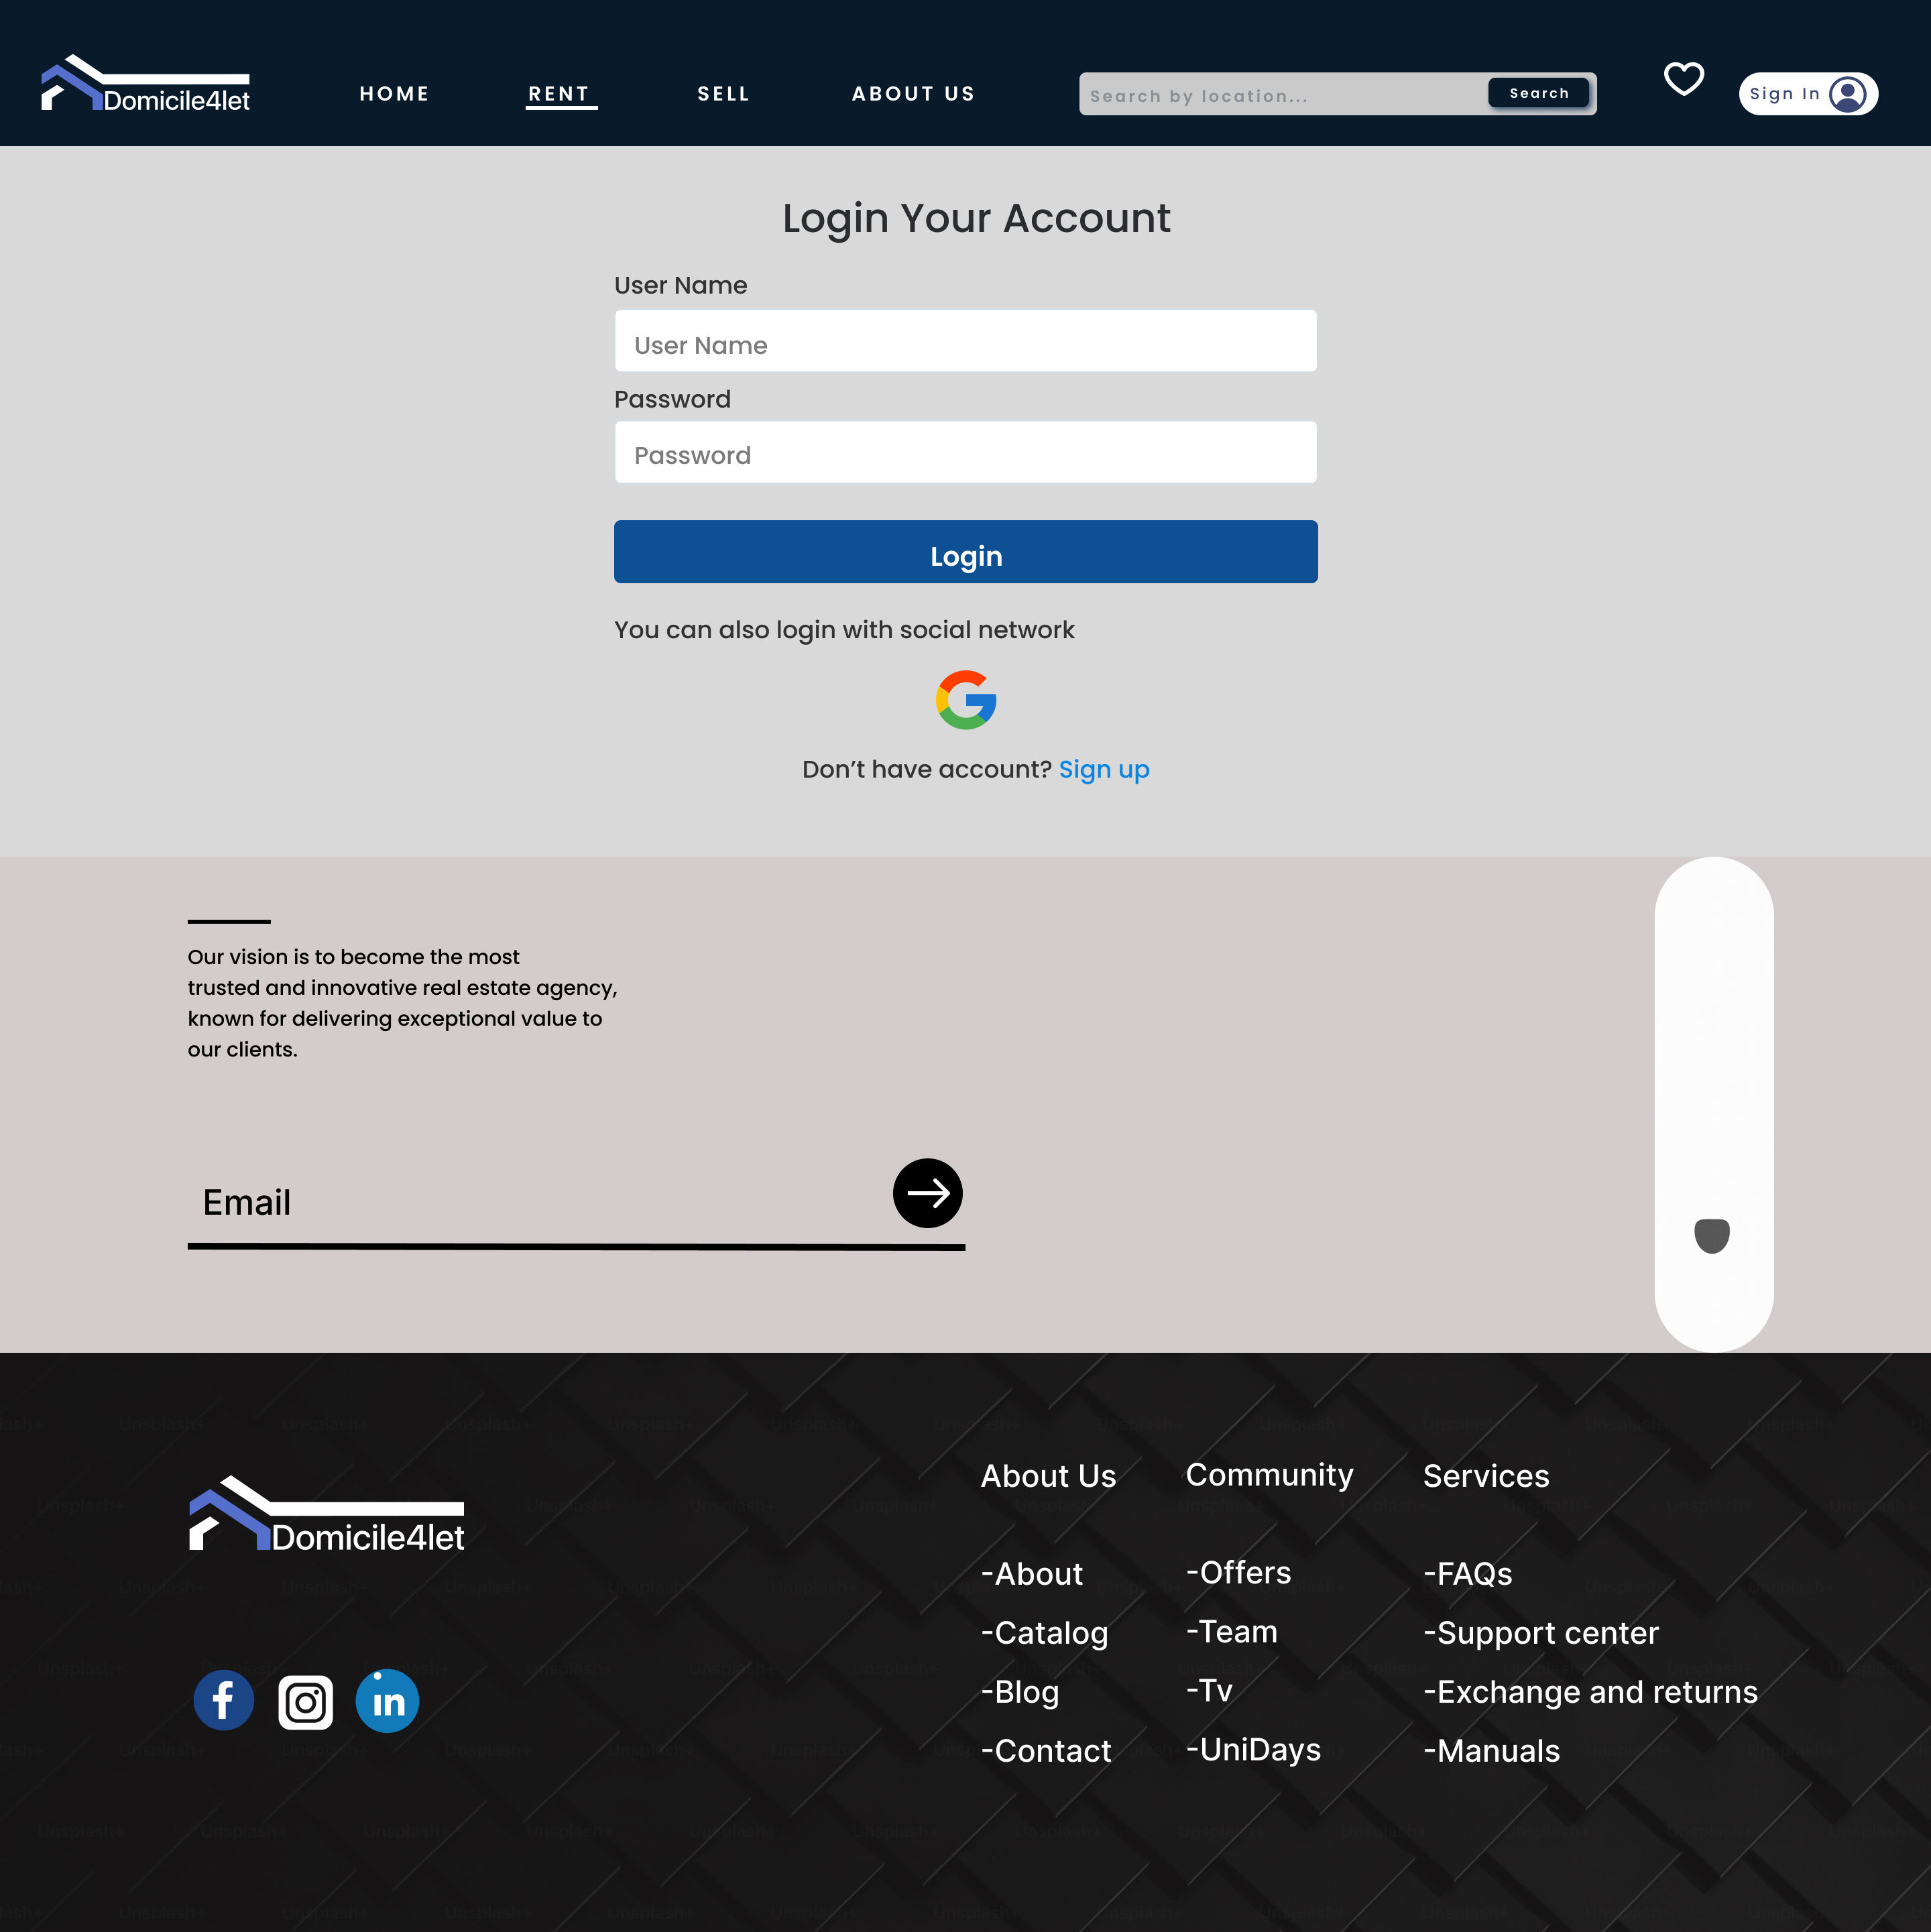 Domicile4let
HOME
RENT
SELL
ABOUT US
Search by location...
Search
Sign In
Login Your Account
User Name
User Name
Password
Password
Login
You can also login with social network
Don’t have account? Sign up
Our vision is to become the most
trusted and innovative real estate agency,
known for delivering exceptional value to
our clients.
Email
Domicile4let
About Us
-About
-Catalog
-Blog
-Contact
Community
-Offers
-Team
-Tv
-UniDays
Services
-FAQs
-Support center
-Exchange and returns
-Manuals
Unsplash+